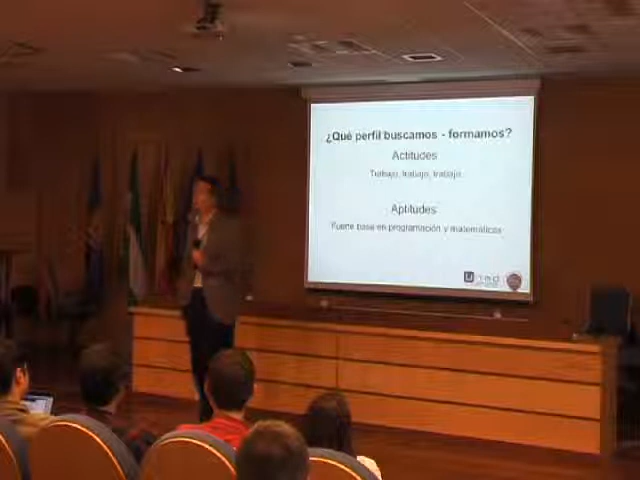 ¿Qué perfil buscamos - formamos?
Actitudes
Trabajo, trabajo, trabajo
Aptitudes
Fuerte base en programación y matemáticas